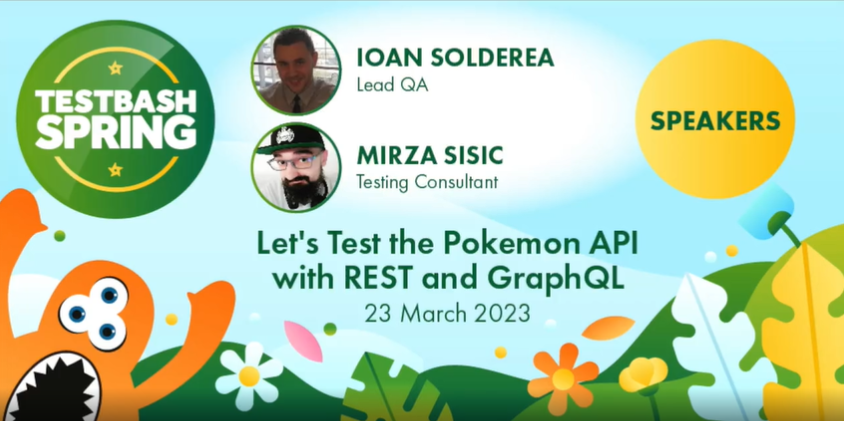 TESTBASH
SPRING
IOAN SOLDEREA
Lead QA
MIRZA SISIC
Testing Consultant
SPEAKERS
Let's Test the Pokemon API
with REST and GraphQL
23 March 2023